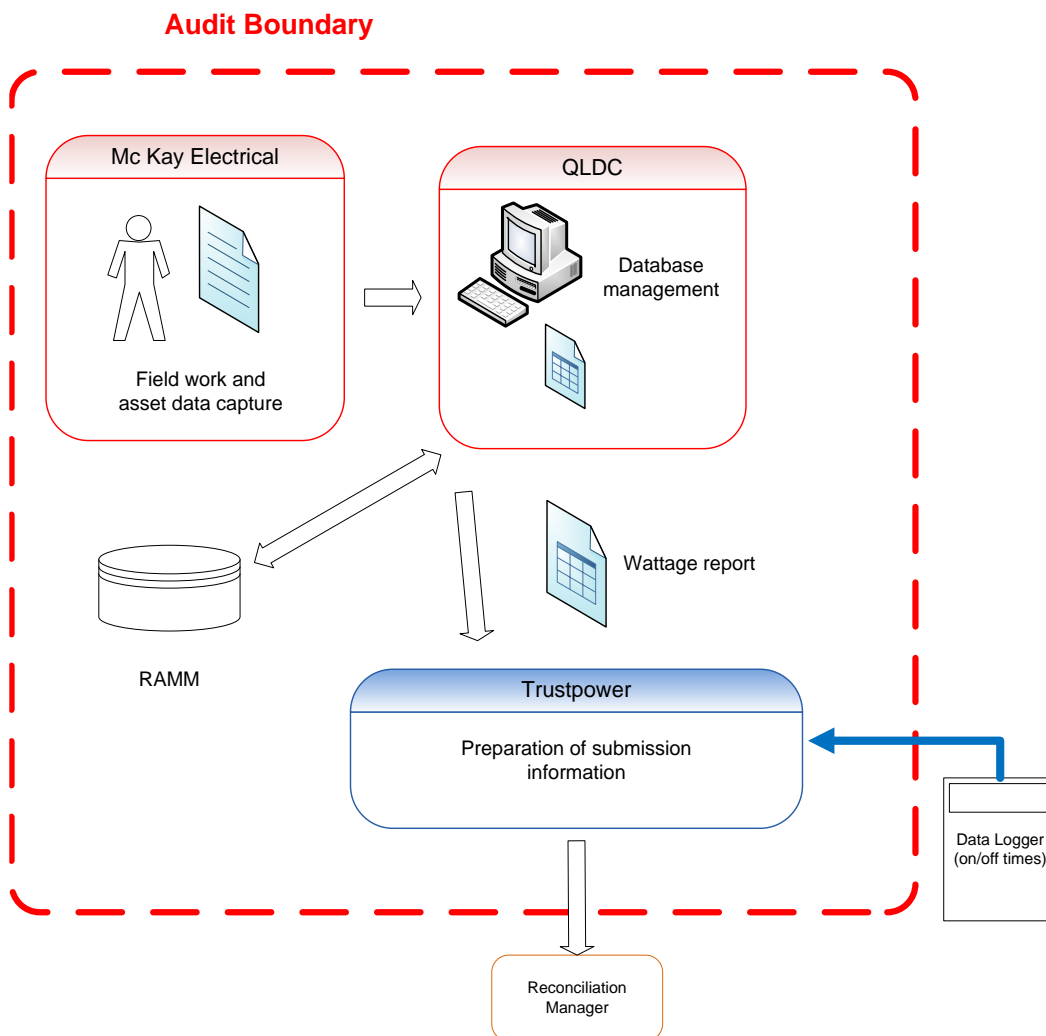 Audit Boundary
Mc Kay Electrical
Field work and
asset data capture
QLDC
Database
management
Wattage report
RAMM
Trustpower
Preparation of submission
information
Data Logger
(on/off times)
Reconciliation
Manager